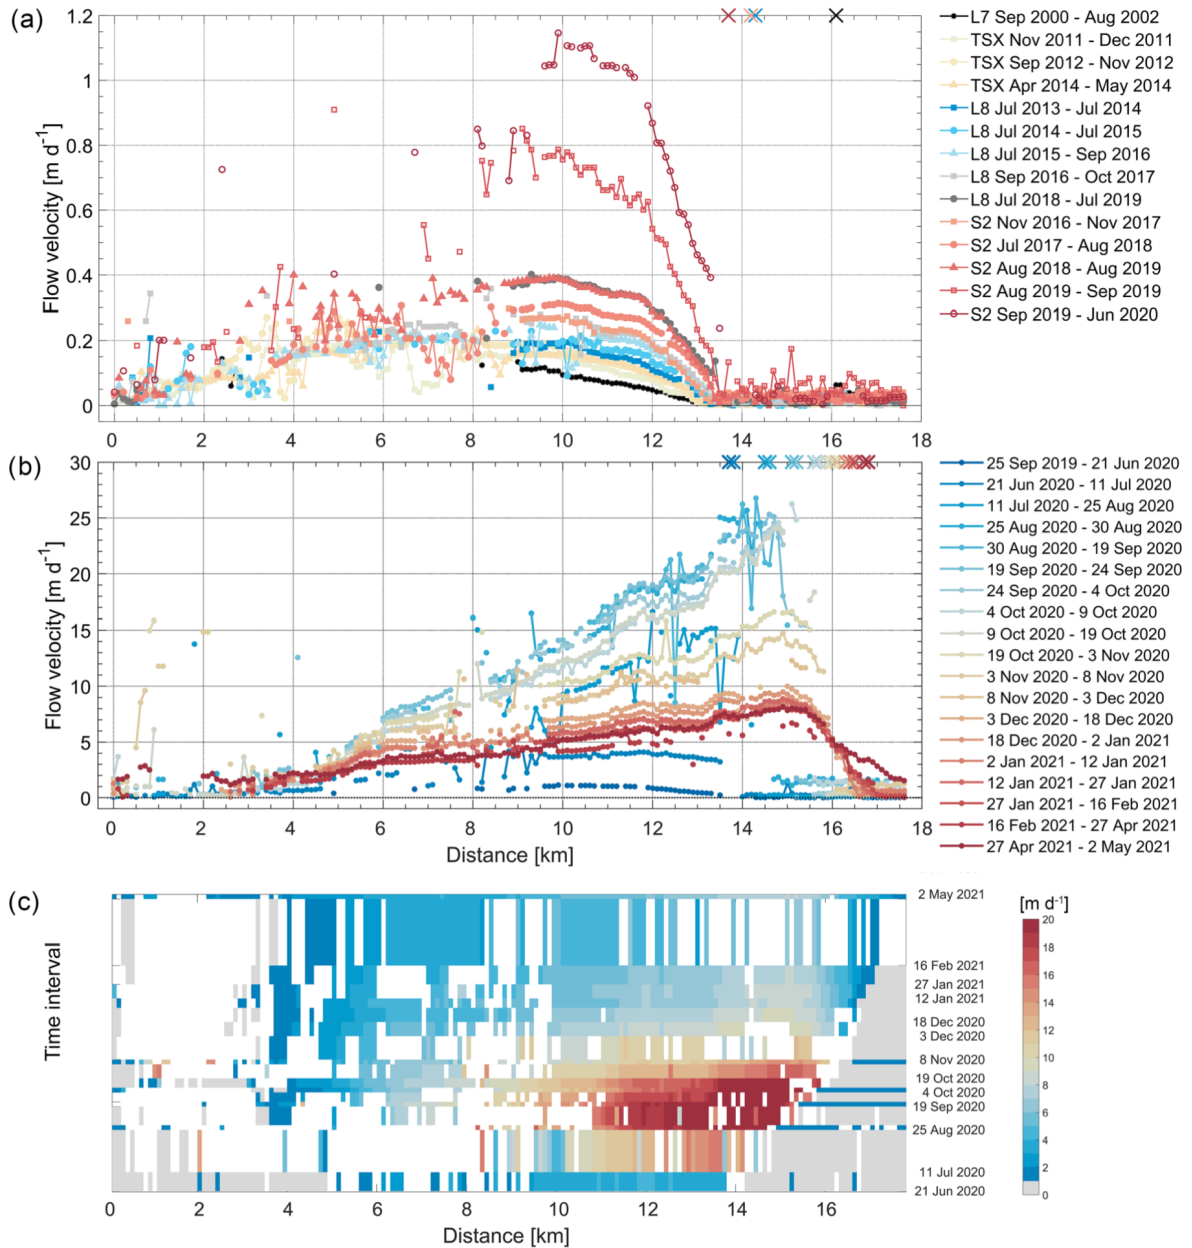 (a)
Flow velocity [m d⁻¹]
1.2
1
0.8
0.6
0.4
0.2
0
0 2 4 6 8 10 12 14 16 18
L7 Sep 2000 - Aug 2002
TSX Nov 2011 - Dec 2011
TSX Sep 2012 - Nov 2012
TSX Apr 2014 - May 2014
L8 Jul 2013 - Jul 2014
L8 Jul 2014 - Jul 2015
L8 Jul 2015 - Sep 2016
L8 Sep 2016 - Oct 2017
L8 Jul 2018 - Jul 2019
S2 Nov 2016 - Nov 2017
S2 Jul 2017 - Aug 2018
S2 Aug 2018 - Aug 2019
S2 Aug 2019 - Sep 2019
S2 Sep 2019 - Jun 2020
(b)
Flow velocity [m d⁻¹]
30
25
20
15
10
5
0
0 2 4 6 8 10 12 14 16 18
Distance [km]
25 Sep 2019 - 21 Jun 2020
21 Jun 2020 - 11 Jul 2020
11 Jul 2020 - 25 Aug 2020
25 Aug 2020 - 30 Aug 2020
30 Aug 2020 - 19 Sep 2020
19 Sep 2020 - 24 Sep 2020
24 Sep 2020 - 4 Oct 2020
4 Oct 2020 - 9 Oct 2020
9 Oct 2020 - 19 Oct 2020
19 Oct 2020 - 3 Nov 2020
3 Nov 2020 - 8 Nov 2020
8 Nov 2020 - 3 Dec 2020
3 Dec 2020 - 18 Dec 2020
18 Dec 2020 - 2 Jan 2021
2 Jan 2021 - 12 Jan 2021
12 Jan 2021 - 27 Jan 2021
27 Jan 2021 - 16 Feb 2021
16 Feb 2021 - 27 Apr 2021
27 Apr 2021 - 2 May 2021
(c)
Time interval
2 May 2021
16 Feb 2021
27 Jan 2021
12 Jan 2021
18 Dec 2020
3 Dec 2020
8 Nov 2020
19 Oct 2020
4 Oct 2020
19 Sep 2020
25 Aug 2020
11 Jul 2020
21 Jun 2020
0 2 4 6 8 10 12 14 16
Distance [km]
[m d⁻¹]
20
18
16
14
12
10
8
6
4
2
0